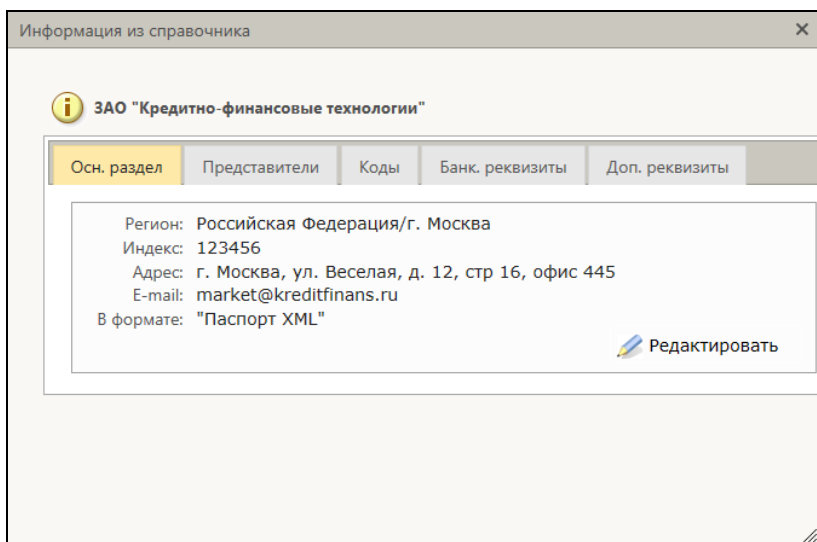 Информация из справочника
ЗАО "Кредитно-финансовые технологии"
Осн. раздел Представители Коды Банк. реквизиты Доп. реквизиты
Регион: Российская Федерация/г. Москва
Индекс: 123456
Адрес: г. Москва, ул. Веселая, д. 12, стр 16, офис 445
E-mail: market@kreditfinans.ru
В формате: "Паспорт XML"
Редактировать